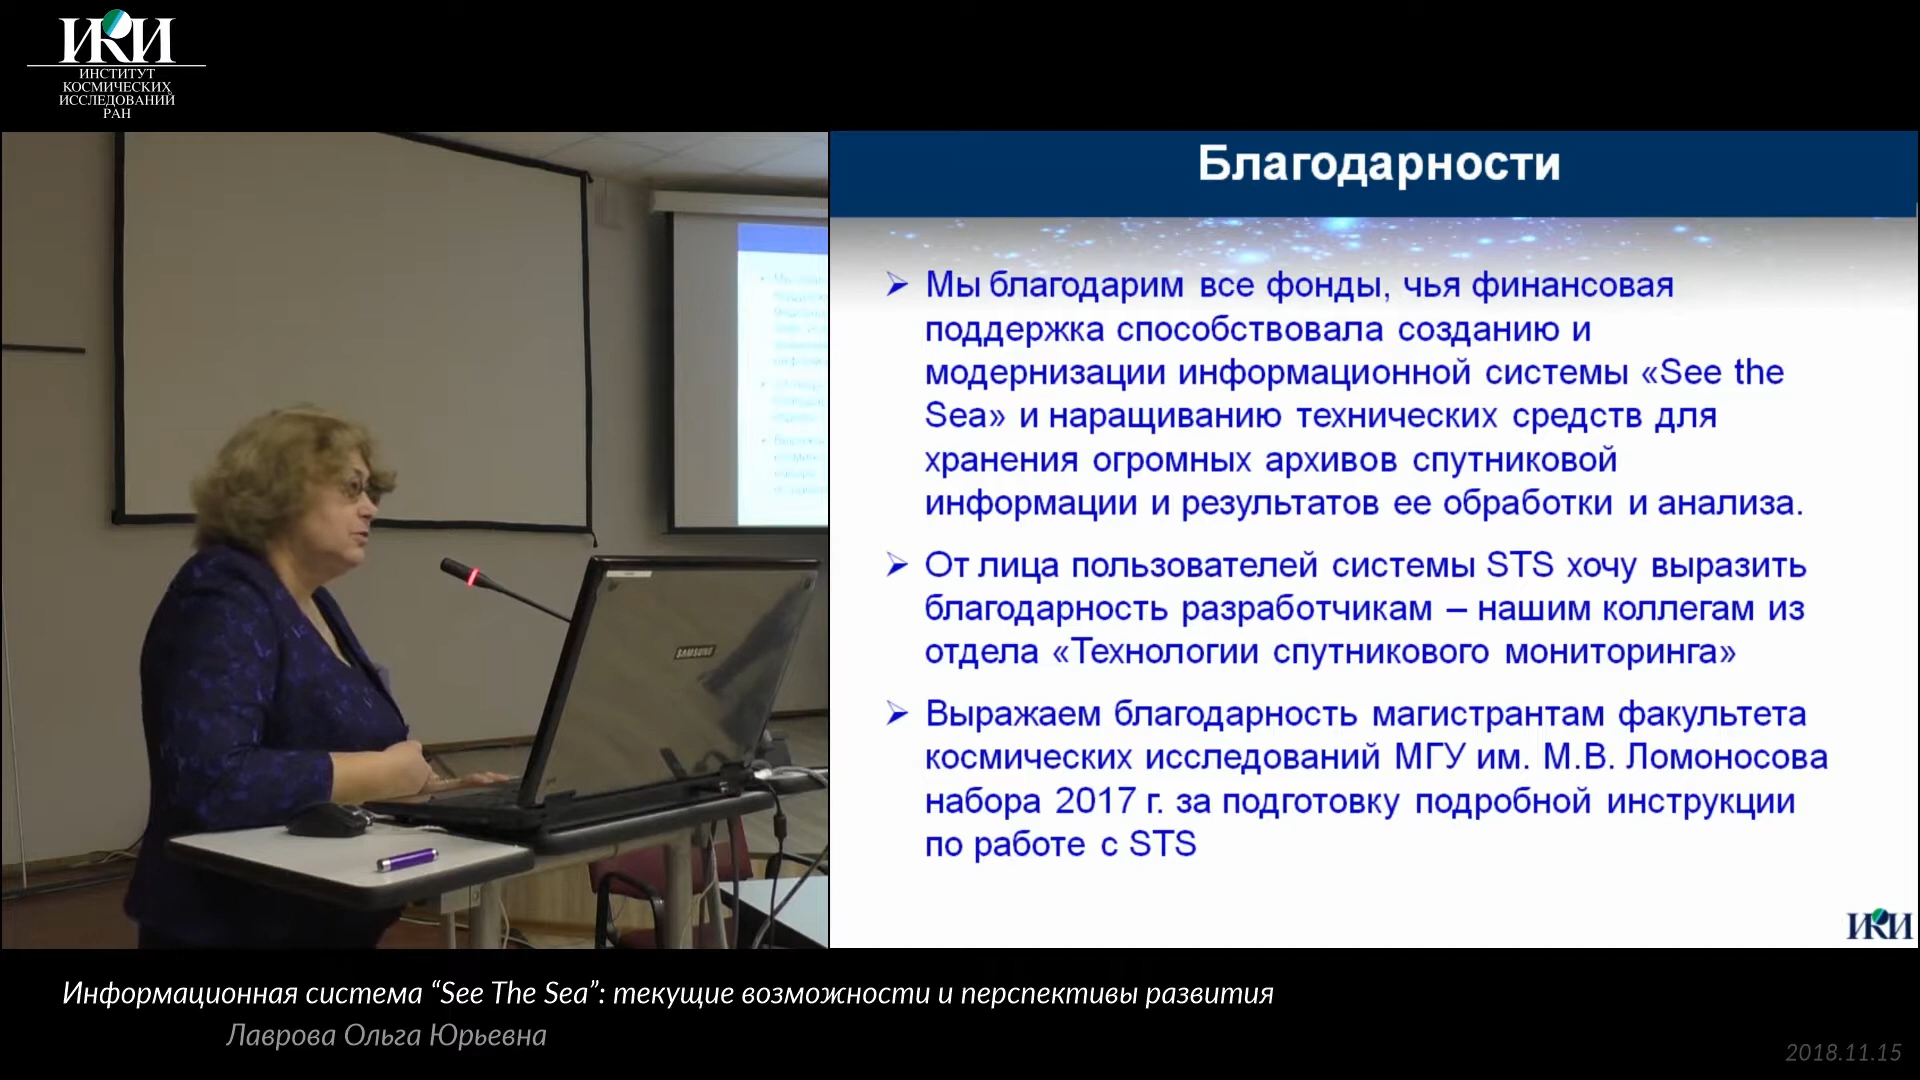 ИКИ
ИНСТИТУТ
КОСМИЧЕСКИХ
ИССЛЕДОВАНИЙ
РАН
SAMSUNG
Благодарности
Мы благодарим все фонды, чья финансовая
поддержка способствовала созданию и
модернизации информационной системы «See the
Sea» и наращиванию технических средств для
хранения огромных архивов спутниковой
информации и результатов ее обработки и анализа.
От лица пользователей системы STS хочу выразить
благодарность разработчикам – нашим коллегам из
отдела «Технологии спутникового мониторинга»
Выражаем благодарность магистрантам факультета
космических исследований МГУ им. М.В. Ломоносова
набора 2017 г. за подготовку подробной инструкции
по работе с STS
ИКИ
Информационная система “See The Sea”: текущие возможности и перспективы развития
Лаврова Ольга Юрьевна
2018.11.15